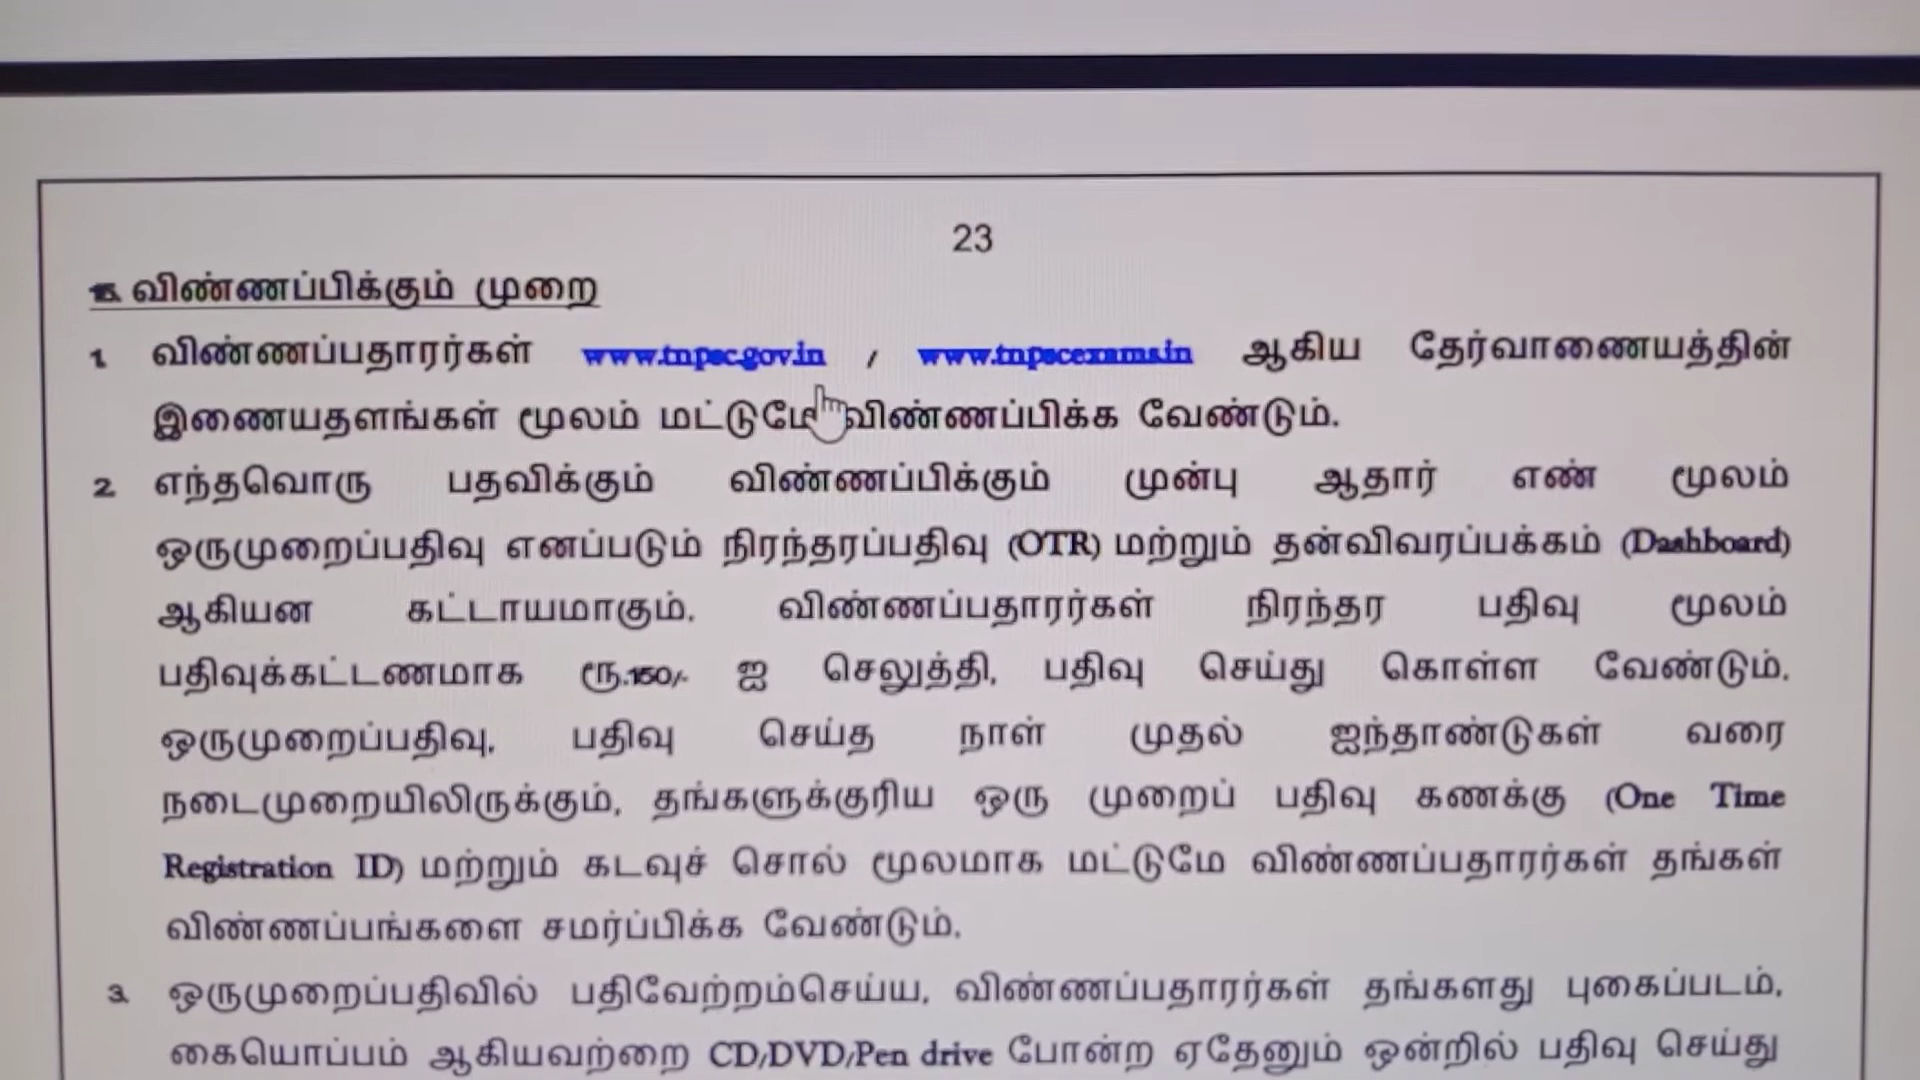 23
விண்ணப்பிக்கும் முறை
1 விண்ணப்பதாரர்கள் www.tnpsc.gov.in / www.tnpscexams.in ஆகிய தேர்வாணையத்தின்
இணையதளங்கள் மூலம் மட்டுமே விண்ணப்பிக்க வேண்டும்.
2 எந்தவொரு பதவிக்கும் விண்ணப்பிக்கும் முன்பு ஆதார் எண் மூலம்
ஒருமுறைப்பதிவு எனப்படும் நிரந்தரப்பதிவு (OTR) மற்றும் தன்விவரப்பக்கம் (Dashboard)
ஆகியன கட்டாயமாகும். விண்ணப்பதாரர்கள் நிரந்தர பதிவு மூலம்
பதிவுக்கட்டணமாக ரூ.150/- ஐ செலுத்தி, பதிவு செய்து கொள்ள வேண்டும்.
ஒருமுறைப்பதிவு, பதிவு செய்த நாள் முதல் ஐந்தாண்டுகள் வரை
நடைமுறையிலிருக்கும், தங்களுக்குரிய ஒரு முறைப் பதிவு கணக்கு (One Time
Registration ID) மற்றும் கடவுச் சொல் மூலமாக மட்டுமே விண்ணப்பதாரர்கள் தங்கள்
விண்ணப்பங்களை சமர்ப்பிக்க வேண்டும்.
3. ஒருமுறைப்பதிவில் பதிவேற்றம்செய்ய, விண்ணப்பதாரர்கள் தங்களது புகைப்படம்,
கையொப்பம் ஆகியவற்றை CD/DVD/Pen drive போன்ற ஏதேனும் ஒன்றில் பதிவு செய்து